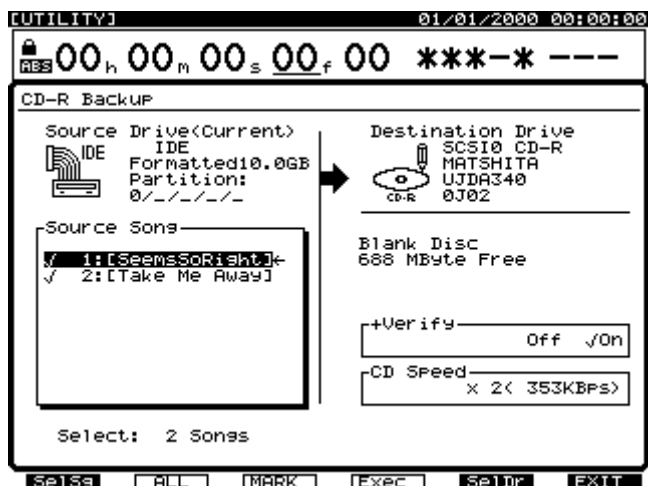 [UTILITY] 01/01/2000 00:00:00
ABS 00h 00m 00s 00f 00 ***-* ---
CD-R Backup
Source Drive(Current)
IDE
IDE
Formatted10.0GB
Partition:
0/_/_/_/_
Destination Drive
SCSI0 CD-R
MATSHITA
UJDA340
0J02
CD-R
Source Song
√ 1:[SeemsSoRight]←
√ 2:[Take Me Away]
Select: 2 Songs
Blank Disc
688 MByte Free
+Verify
Off √On
CD Speed
x 2( 353KBps)
SelSg ALL MARK Exec SelDr EXIT